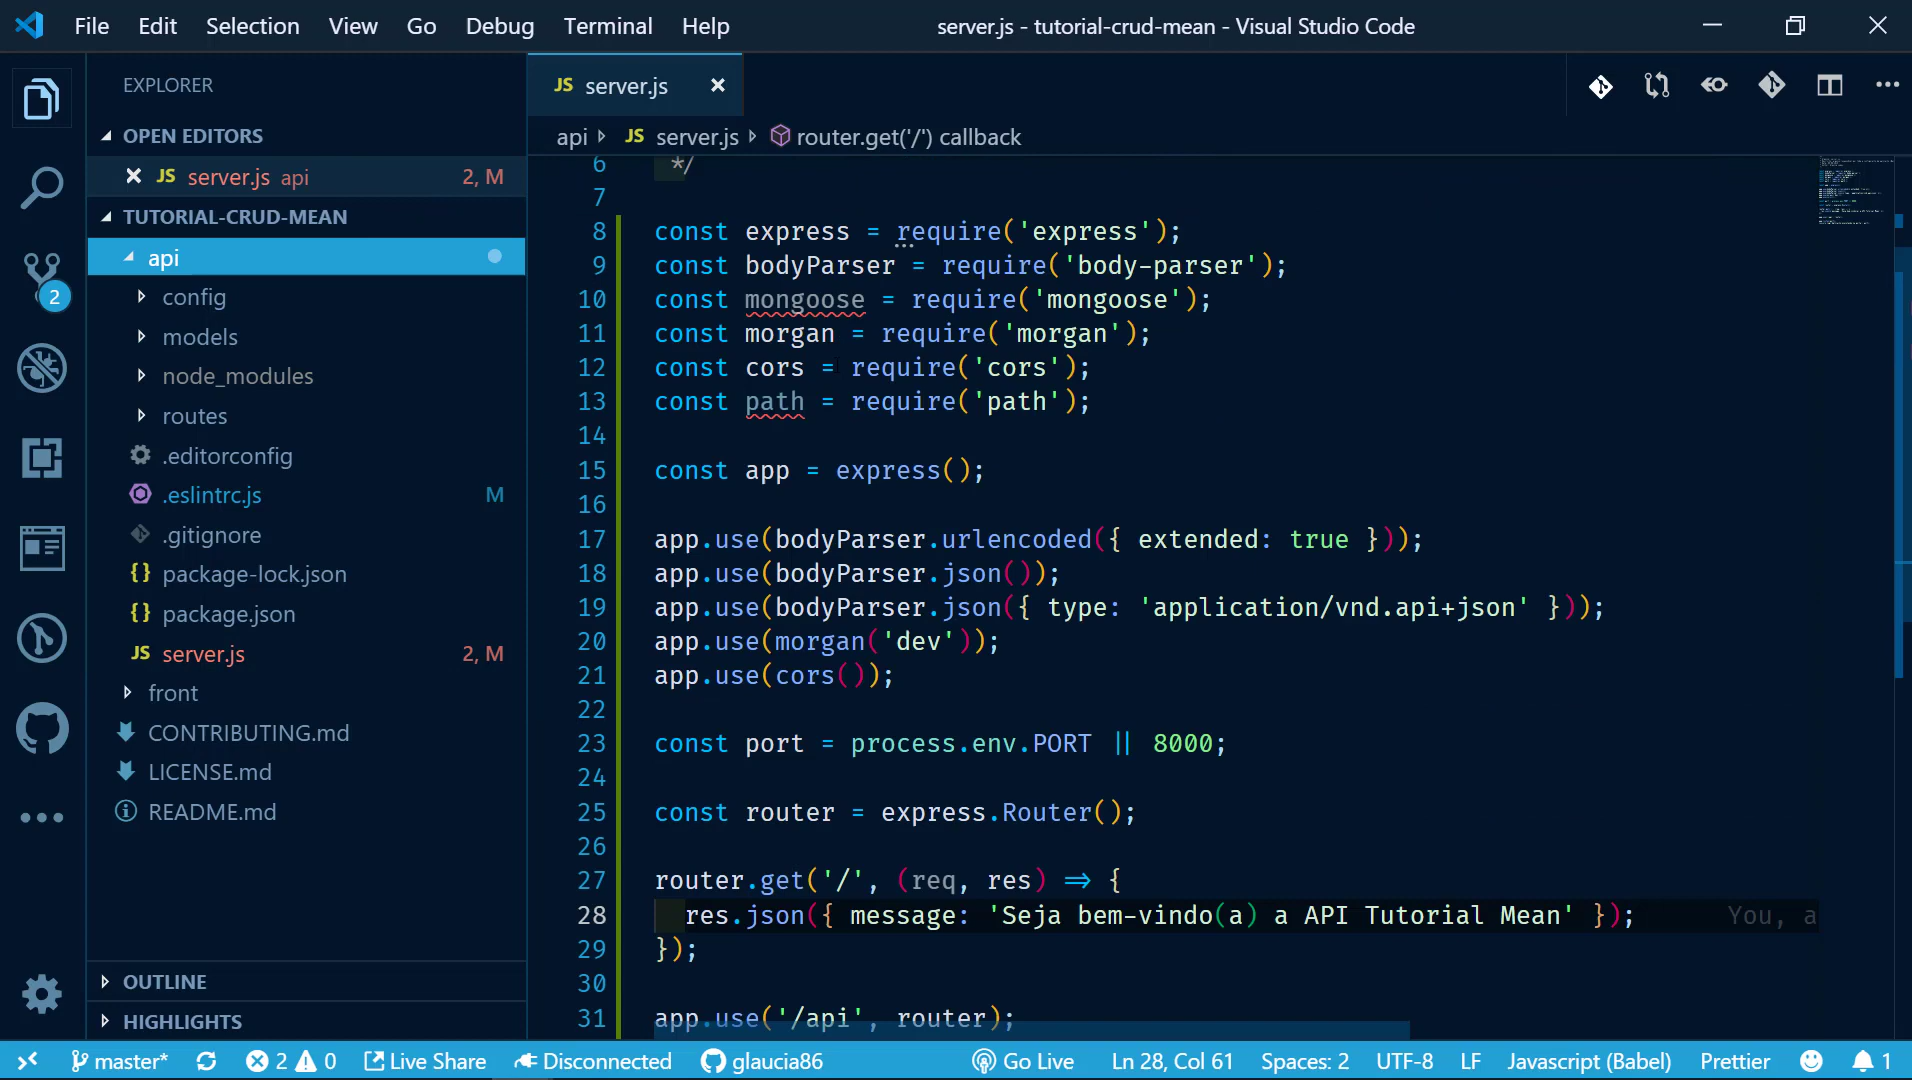 File Edit Selection View Go Debug Terminal Help
server.js - tutorial-crud-mean - Visual Studio Code
EXPLORER
OPEN EDITORS
JS server.js api 2, M
TUTORIAL-CRUD-MEAN
api
config
models
node_modules
routes
.editorconfig
.eslintrc.js M
.gitignore
{} package-lock.json
{} package.json
JS server.js 2, M
front
CONTRIBUTING.md
LICENSE.md
README.md
OUTLINE
HIGHLIGHTS
2
JS server.js
api JS server.js router.get('/') callback
6 */
7
8 const express = require('express');
9 const bodyParser = require('body-parser');
10 const mongoose = require('mongoose');
11 const morgan = require('morgan');
12 const cors = require('cors');
13 const path = require('path');
14
15 const app = express();
16
17 app.use(bodyParser.urlencoded({ extended: true }));
18 app.use(bodyParser.json());
19 app.use(bodyParser.json({ type: 'application/vnd.api+json' }));
20 app.use(morgan('dev'));
21 app.use(cors());
22
23 const port = process.env.PORT || 8000;
24
25 const router = express.Router();
26
27 router.get('/', (req, res) => {
28 res.json({ message: 'Seja bem-vindo(a) a API Tutorial Mean' }); You, a
29 });
30
31 app.use('/api', router);
master* 2 0 Live Share Disconnected glaucia86 Go Live Ln 28, Col 61 Spaces: 2 UTF-8 LF Javascript (Babel) Prettier 1